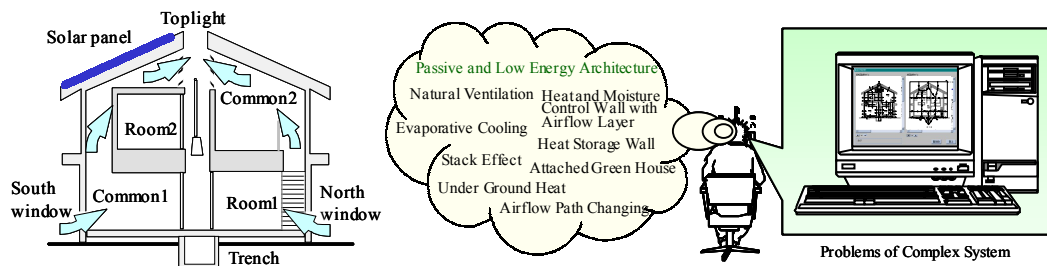 Toplight
Solar panel
Common2
Room2
South
window
Common1
Room1
North
window
Trench
Passive and Low Energy Architecture
Natural Ventilation
Heat and Moisture
Control Wall with
Airflow Layer
Evaporative Cooling
Heat Storage Wall
Stack Effect
Attached Green House
Under Ground Heat
Airflow Path Changing
Problems of Complex System